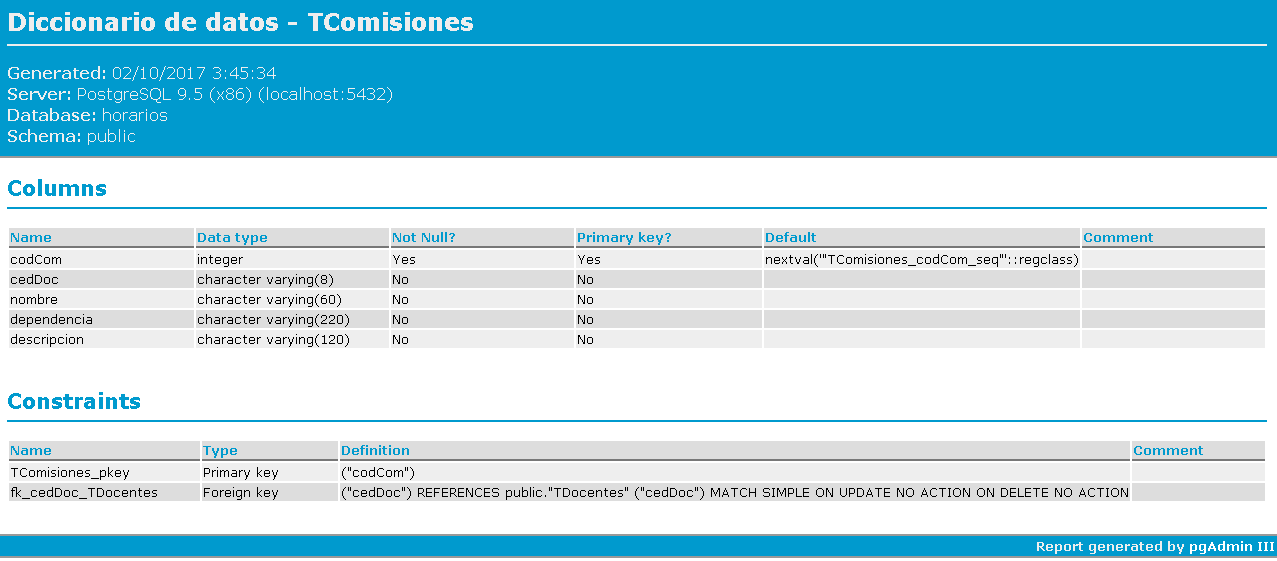 Diccionario de datos - TComisiones
Generated: 02/10/2017 3:45:34
Server: PostgreSQL 9.5 (x86) (localhost:5432)
Database: horarios
Schema: public
Columns
Name Data type Not Null? Primary key? Default Comment
codCom integer Yes Yes nextval('"TComisiones_codCom_seq"'::regclass)
cedDoc character varying(8) No No
nombre character varying(60) No No
dependencia character varying(220) No No
descripcion character varying(120) No No
Constraints
Name Type Definition Comment
TComisiones_pkey Primary key ("codCom")
fk_cedDoc_TDocentes Foreign key ("cedDoc") REFERENCES public."TDocentes" ("cedDoc") MATCH SIMPLE ON UPDATE NO ACTION ON DELETE NO ACTION
Report generated by pgAdmin III